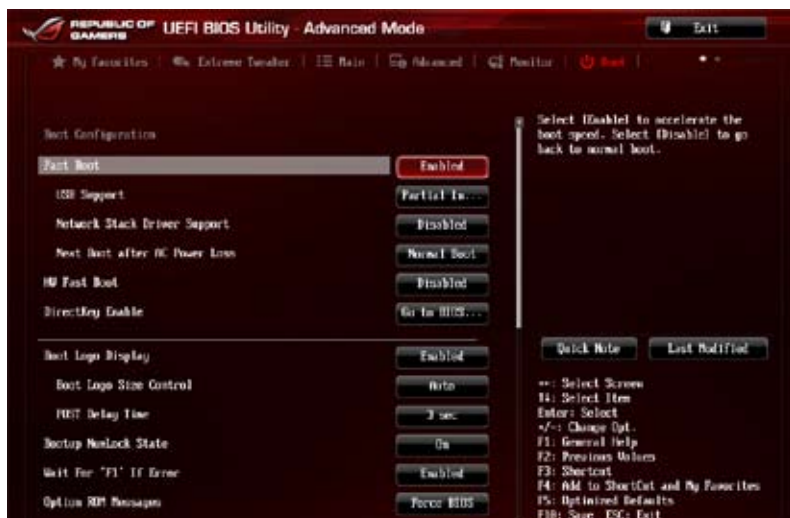 REPUBLIC OF GAMERS UEFI BIOS Utility - Advanced Mode
Exit
My Favorites | Extreme Tweaker | Main | Advanced | Monitor | Boot |
Boot Configuration
Fast Boot Enabled
USB Support Partial In...
Network Stack Driver Support Disabled
Next Boot after AC Power Loss Normal Boot
HW Fast Boot Disabled
DirectKey Enable Go to BIOS...
Boot Logo Display Enabled
Boot Logo Size Control Auto
POST Delay Time 3 sec
Bootup NumLock State On
Wait For 'F1' If Error Enabled
Option ROM Messages Force BIOS
Select [Enable] to accelerate the
boot speed. Select [Disable] to go
back to normal boot.
Quick Note Last Modified
↔: Select Screen
↑↓: Select Item
Enter: Select
+/-: Change Opt.
F1: General Help
F2: Previous Values
F3: Shortcut
F4: Add to ShortCut and My Favorites
F5: Optimized Defaults
F10: Save ESC: Exit